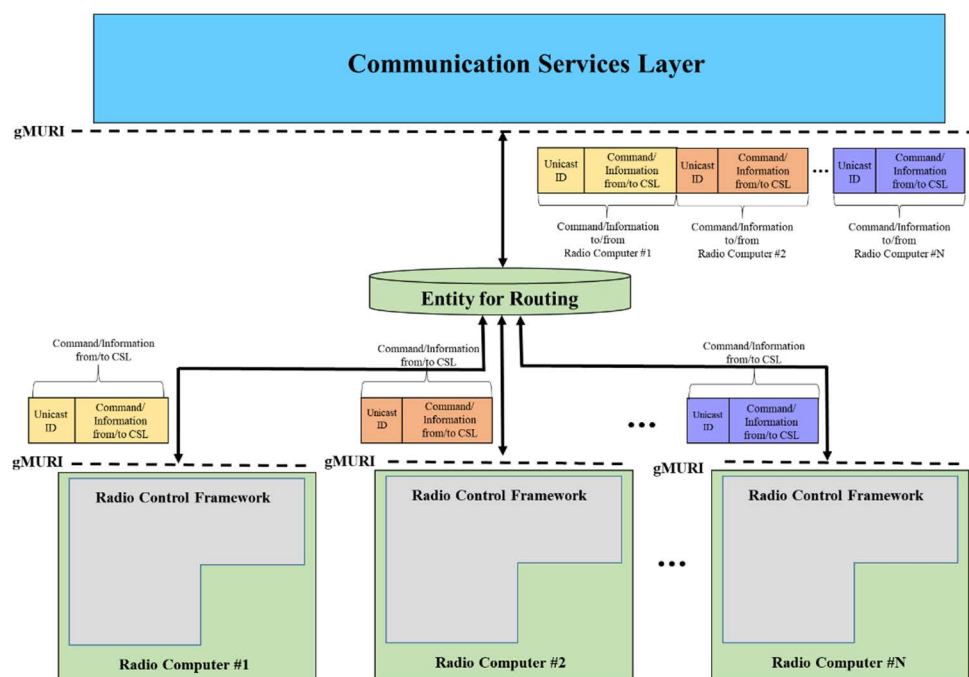 Communication Services Layer
gMURI
Unicast
ID
Command/
Information
from/to CSL
Unicast
ID
Command/
Information
from/to CSL
...
Unicast
ID
Command/
Information
from/to CSL
Command/Information
to/from
Radio Computer #1
Command/Information
to/from
Radio Computer #2
Command/Information
to/from
Radio Computer #N
Entity for Routing
Command/Information
from/to CSL
Command/Information
from/to CSL
Command/Information
from/to CSL
Unicast
ID
Command/
Information
from/to CSL
Unicast
ID
Command/
Information
from/to CSL
...
Unicast
ID
Command/
Information
from/to CSL
gMURI
gMURI
gMURI
Radio Control Framework
Radio Control Framework
Radio Control Framework
...
Radio Computer #1
Radio Computer #2
Radio Computer #N